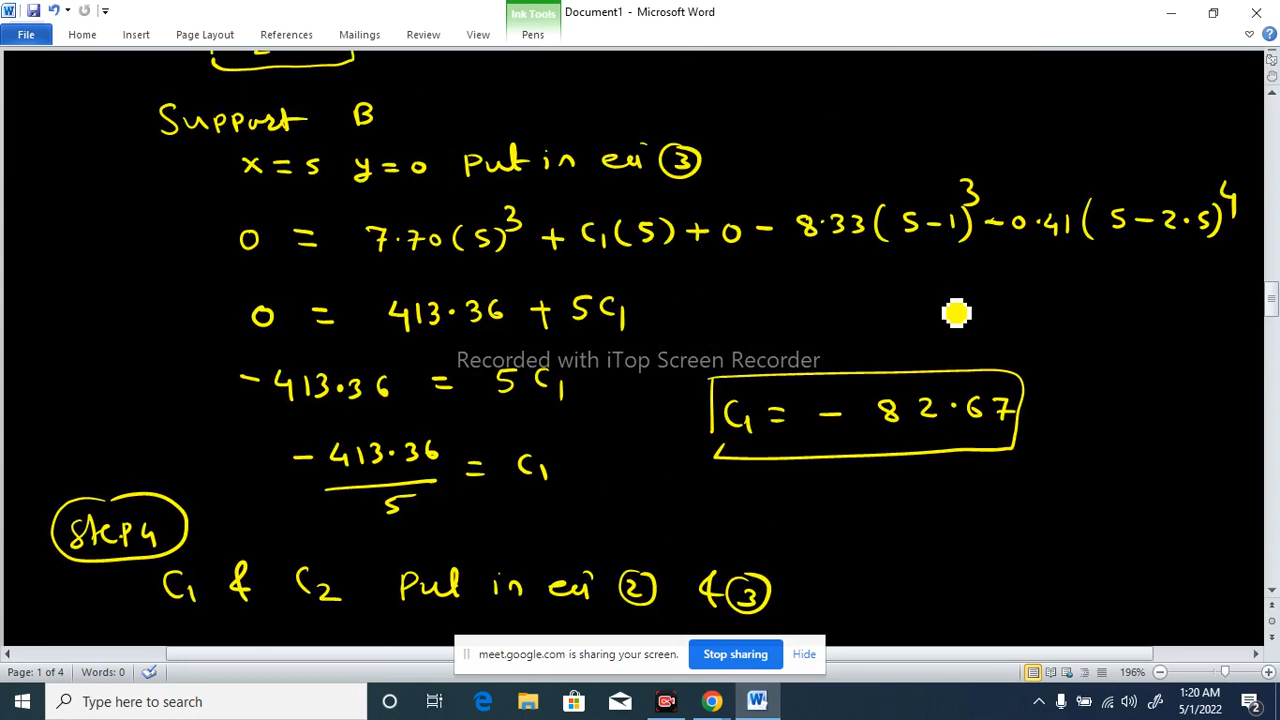 Ink Tools
Document1 - Microsoft Word
File Home Insert Page Layout References Mailings Review View Pens
Support B
x = 5 y = 0 Put in eq ③
0 = 7.70(5)³ + C₁(5) + 0 - 8.33(5-1)³ - 0.41(5-2.5)⁴
0 = 413.36 + 5C₁
Recorded with iTop Screen Recorder
-413.36 = 5C₁
C₁ = - 82.67
-413.36/5 = C₁
Step 4
C₁ & C₂ Put in eq ② & ③
meet.google.com is sharing your screen. Stop sharing Hide
Page: 1 of 4 Words: 0 196%
Type here to search
1:20 AM
5/1/2022
2